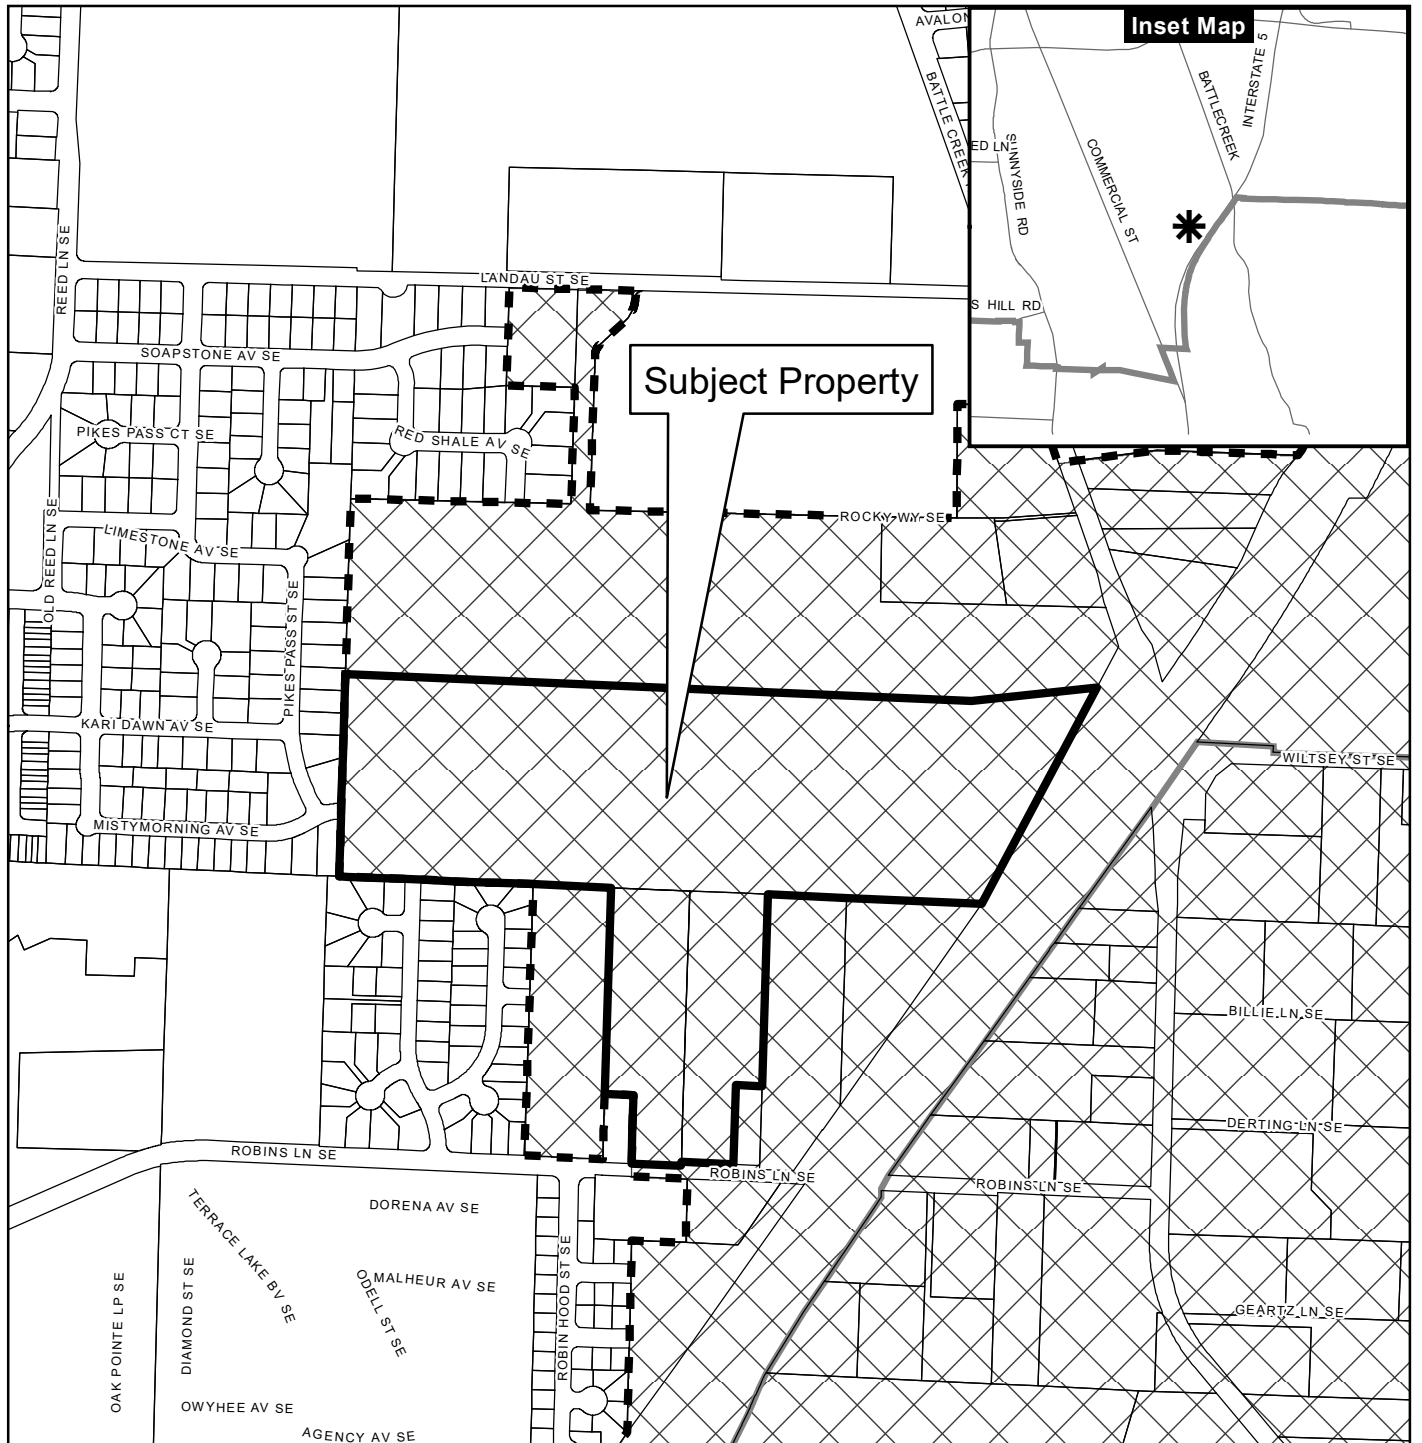 AVALON
BATTLE CREEK
Inset Map
INTERSTATE 5
BATTLECREEK
COMMERCIAL ST
ED LN
SUNNYSIDE RD
S HILL RD
REED LN SE
LANDAU ST SE
SOAPSTONE AV SE
Subject Property
PIKES PASS CT SE
RED SHALE AV SE
ROCKY WY SE
LIMESTONE AV SE
OLD REED LN SE
PIKES PASS ST SE
KARI DAWN AV SE
WILTSEY ST SE
MISTYMORNING AV SE
BILLIE LN SE
DERTING LN SE
ROBINS LN SE
ROBINS LN SE
ROBINS LN SE
DORENA AV SE
TERRACE LAKE BV SE
MALHEUR AV SE
ODELL ST SE
DIAMOND ST SE
OAK POINTE LP SE
ROBIN HOOD ST SE
GEARTZ LN SE
OWYHEE AV SE
AGENCY AV SE